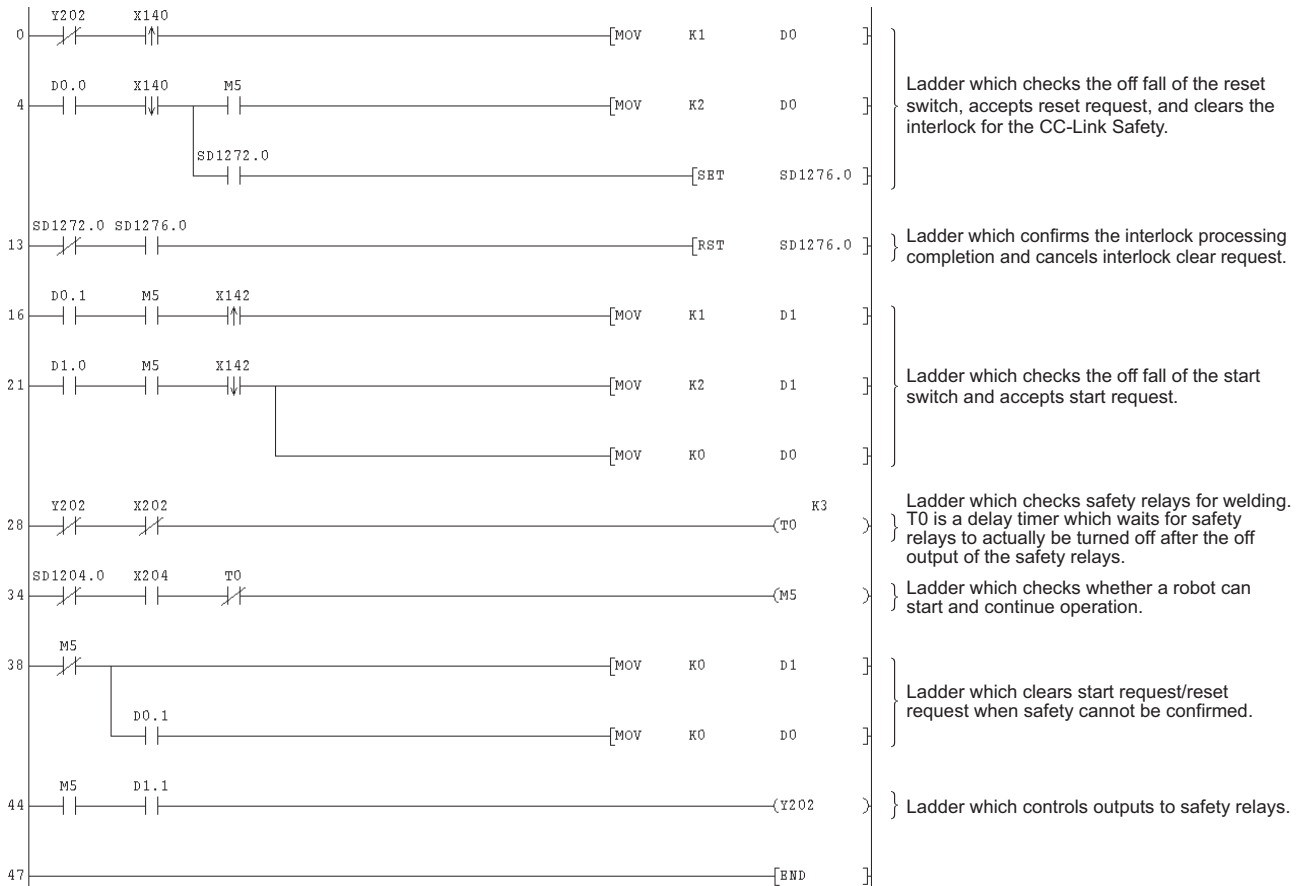 Y202 X140
0 [MOV K1 D0 ]
D0.0 X140 M5
4 [MOV K2 D0 ]
SD1272.0
[SET SD1276.0 ]
Ladder which checks the off fall of the reset
switch, accepts reset request, and clears the
interlock for the CC-Link Safety.
SD1272.0 SD1276.0
13 [RST SD1276.0 ]
Ladder which confirms the interlock processing
completion and cancels interlock clear request.
D0.1 M5 X142
16 [MOV K1 D1 ]
D1.0 M5 X142
21 [MOV K2 D1 ]
[MOV K0 D0 ]
Ladder which checks the off fall of the start
switch and accepts start request.
Y202 X202 K3
28 (T0 )
Ladder which checks safety relays for welding.
T0 is a delay timer which waits for safety
relays to actually be turned off after the off
output of the safety relays.
SD1204.0 X204 T0
34 (M5 )
Ladder which checks whether a robot can
start and continue operation.
M5
38 [MOV K0 D1 ]
D0.1
[MOV K0 D0 ]
Ladder which clears start request/reset
request when safety cannot be confirmed.
M5 D1.1
44 (Y202 )
Ladder which controls outputs to safety relays.
47 [END ]